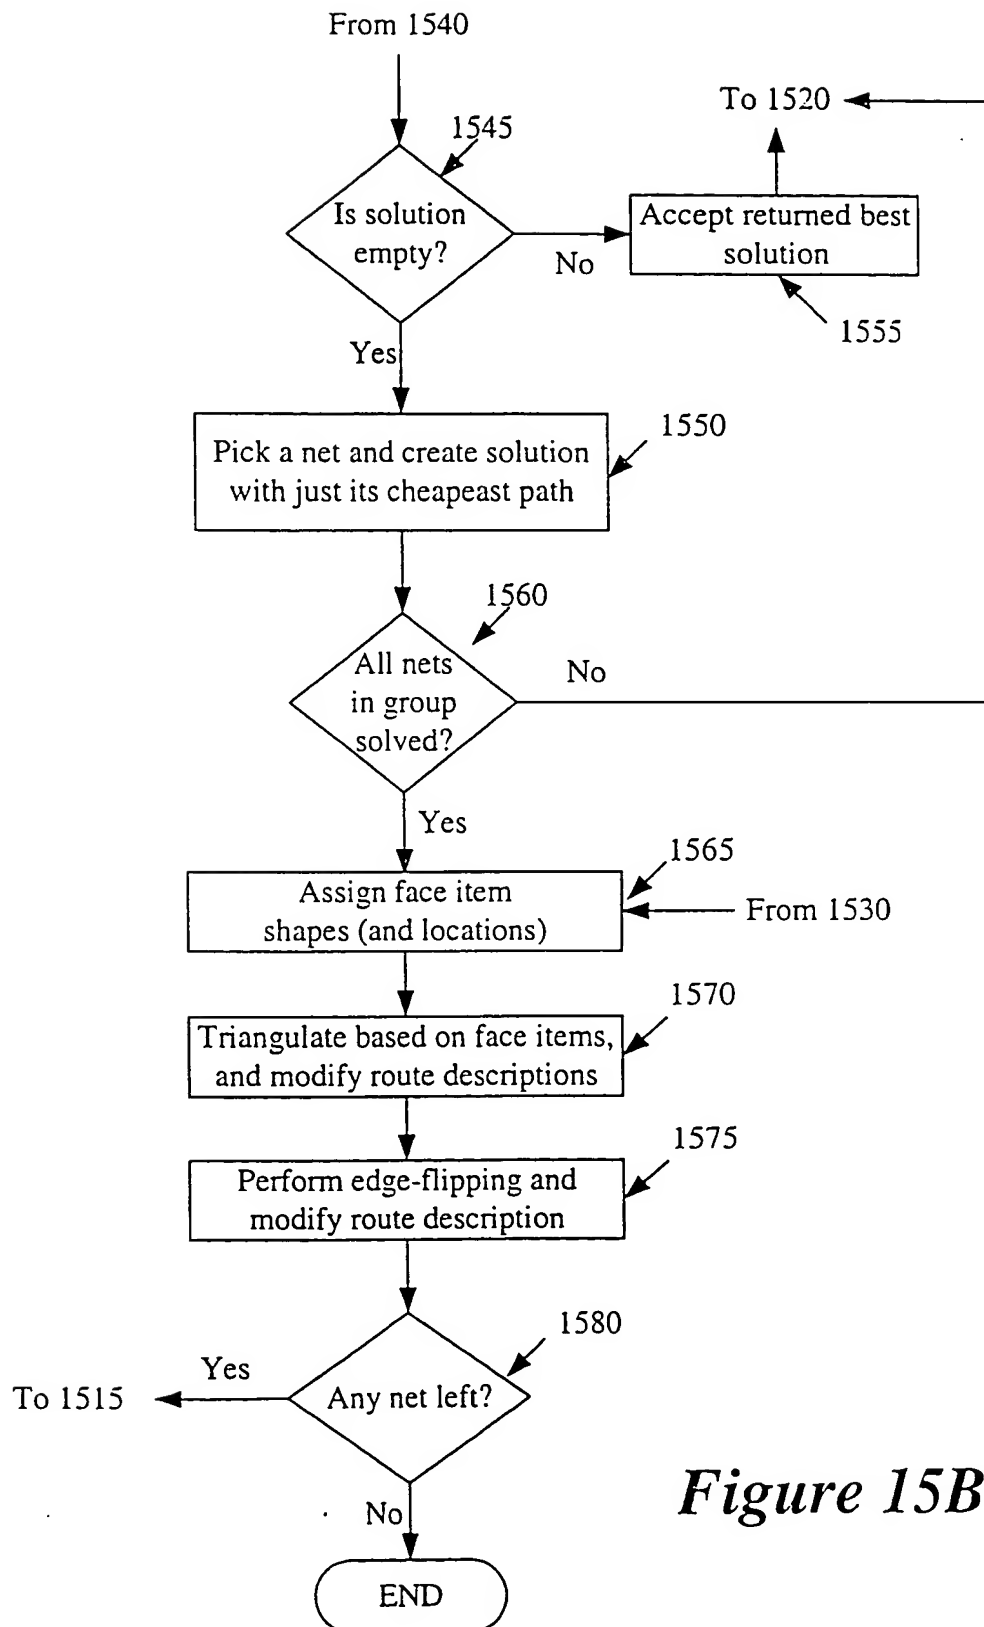 From 1540
To 1520
1545
Is solution
empty?
No
Accept returned best
solution
1555
Yes
1550
Pick a net and create solution
with just its cheapeast path
1560
All nets
in group
solved?
No
Yes
1565
Assign face item
shapes (and locations)
From 1530
1570
Triangulate based on face items,
and modify route descriptions
1575
Perform edge-flipping and
modify route description
1580
Yes
To 1515
Any net left?
Figure 15B
No
END